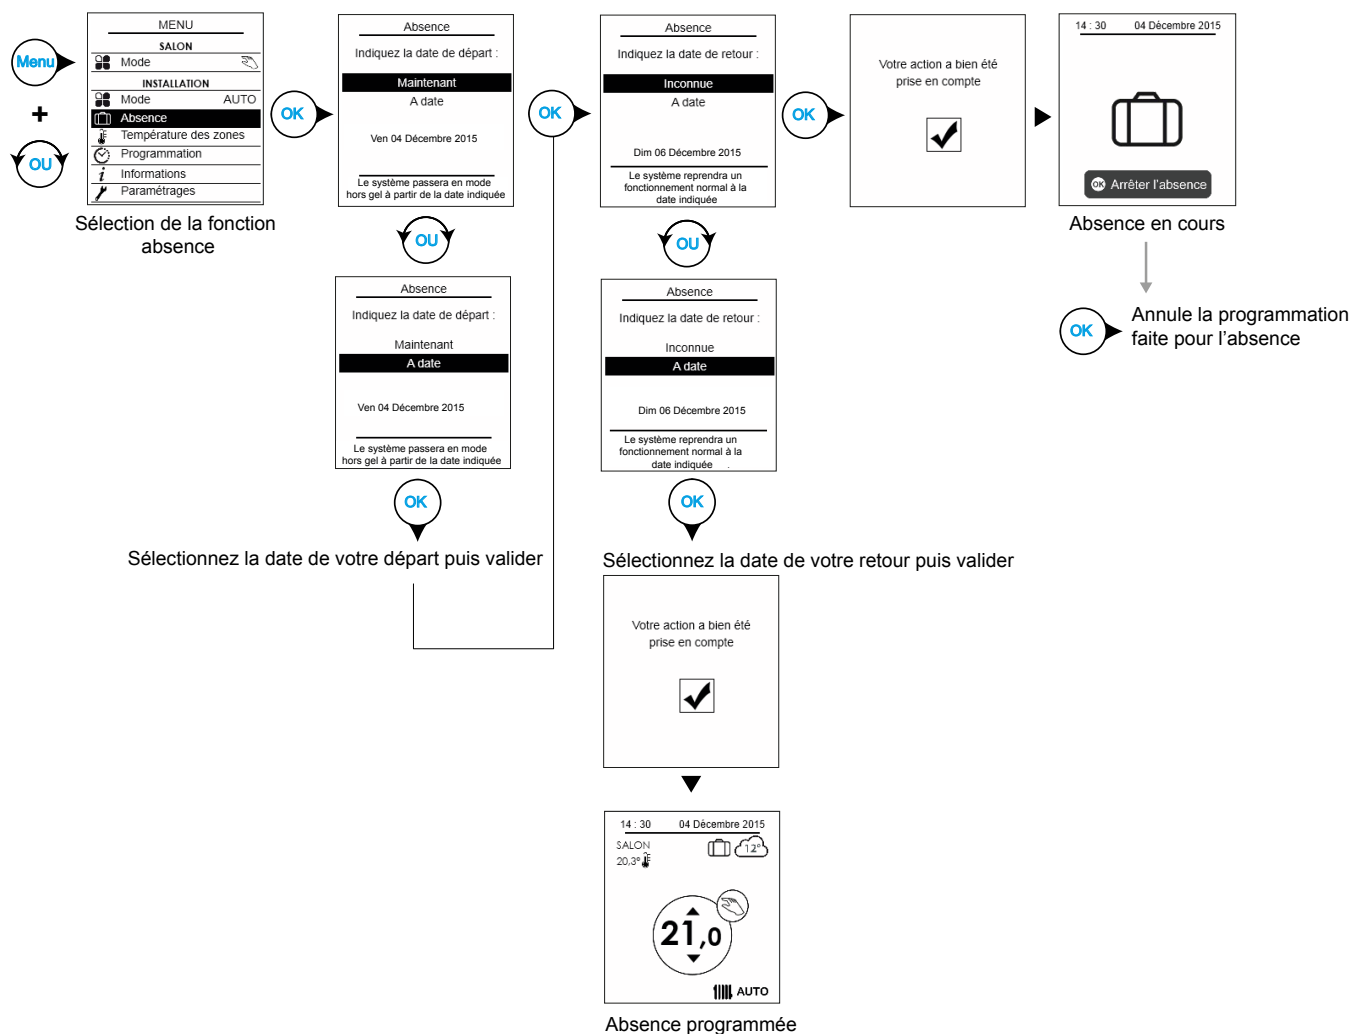 Menu
+
OU
MENU
SALON
Mode
INSTALLATION
Mode AUTO
Absence
Température des zones
Programmation
i Informations
Paramétrages
Sélection de la fonction
absence
OK
Absence
Indiquez la date de départ :
Maintenant
A date
Ven 04 Décembre 2015
Le système passera en mode
hors gel à partir de la date indiquée
OU
Absence
Indiquez la date de départ :
Maintenant
A date
Ven 04 Décembre 2015
Le système passera en mode
hors gel à partir de la date indiquée
OK
Sélectionnez la date de votre départ puis valider
OK
Absence
Indiquez la date de retour :
Inconnue
A date
Dim 06 Décembre 2015
Le système reprendra un
fonctionnement normal à la
date indiquée
OU
Absence
Indiquez la date de retour :
Inconnue
A date
Dim 06 Décembre 2015
Le système reprendra un
fonctionnement normal à la
date indiquée .
OK
Sélectionnez la date de votre retour puis valider
Votre action a bien été
prise en compte
14 : 30 04 Décembre 2015
SALON
20,3°
12°
21,0
AUTO
Absence programmée
OK
Votre action a bien été
prise en compte
14 : 30 04 Décembre 2015
OK Arrêter l'absence
Absence en cours
OK
Annule la programmation
faite pour l'absence